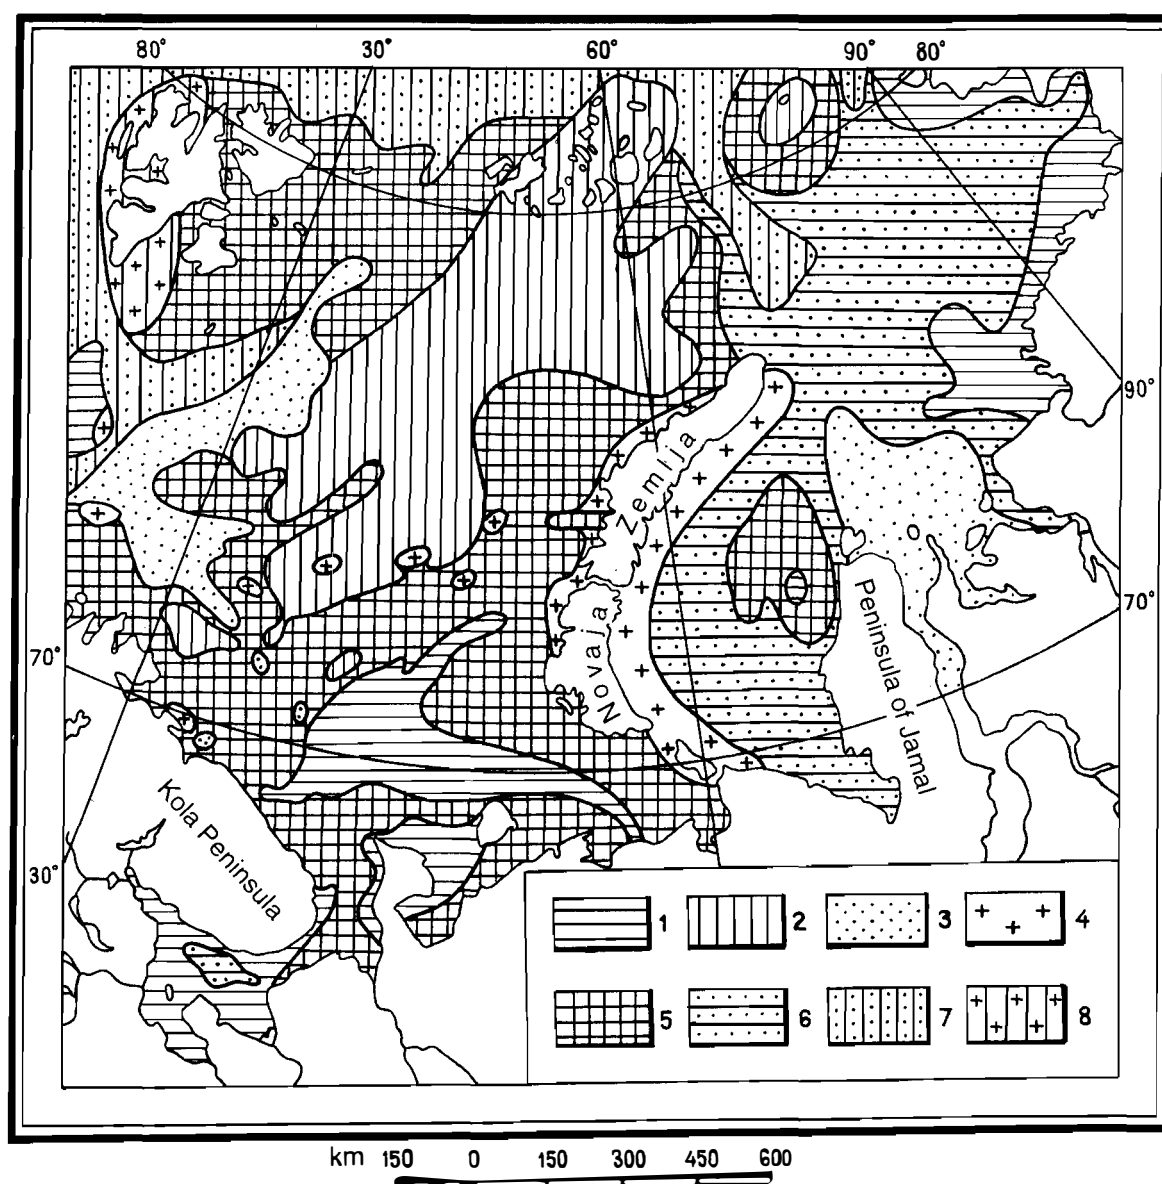 80° 30° 60° 90° 80°
90°
Zemlja
Novaja
70°
70°
Peninsula of Jamal
Kola Peninsula
30°
1 2 3 4
5 6 7 8
km 150 0 150 300 450 600